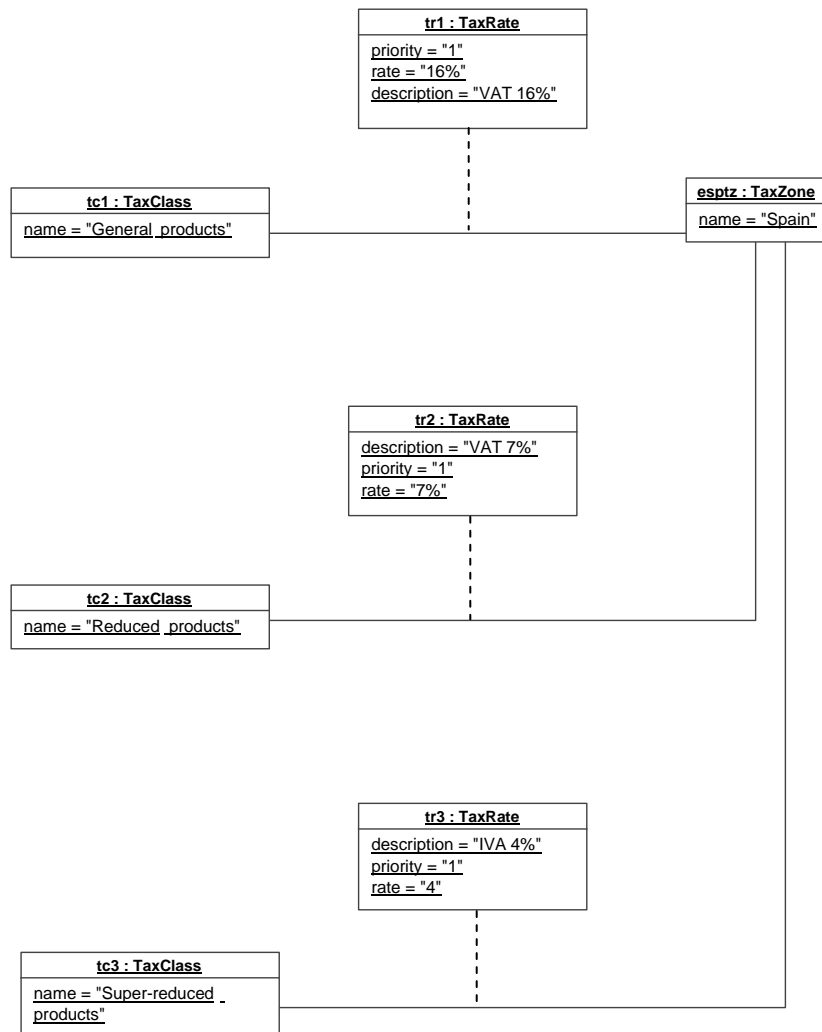 tr1 : TaxRate
priority = "1"
rate = "16%"
description = "VAT 16%"
tc1 : TaxClass
name = "General products"
esptz : TaxZone
name = "Spain"
tr2 : TaxRate
description = "VAT 7%"
priority = "1"
rate = "7%"
tc2 : TaxClass
name = "Reduced products"
tr3 : TaxRate
description = "IVA 4%"
priority = "1"
rate = "4"
tc3 : TaxClass
name = "Super-reduced
products"